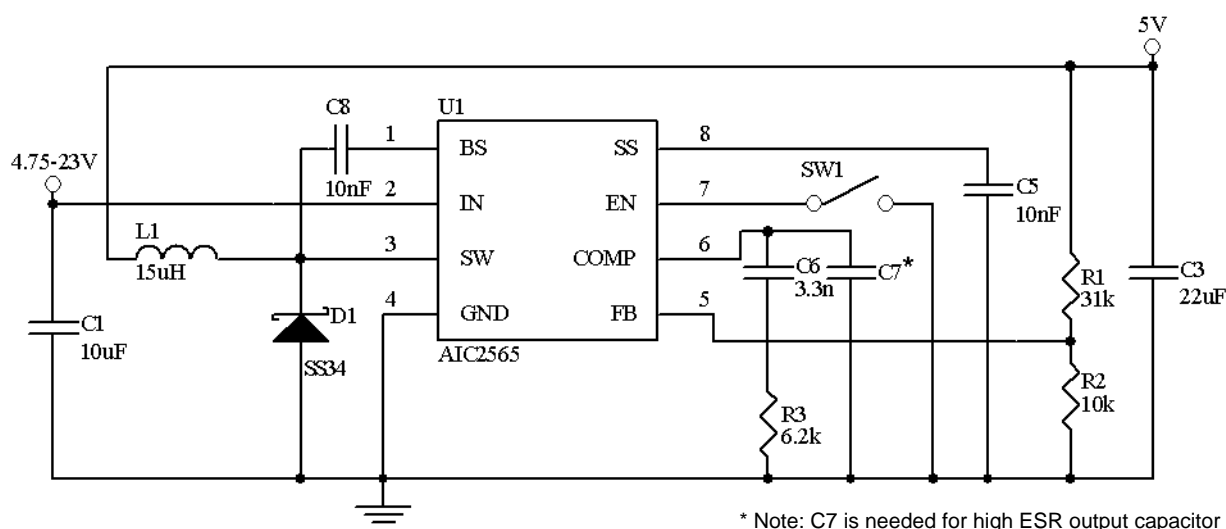 5V
C8
U1
1
BS
SS
8
4.75-23V
10nF
2
IN
EN
7
SW1
C5
10nF
L1
15uH
3
SW
COMP
6
C6
3.3n
C7*
R1
31k
C3
22uF
C1
10uF
D1
SS34
4
GND
FB
5
AIC2565
R2
10k
R3
6.2k
* Note: C7 is needed for high ESR output capacitor